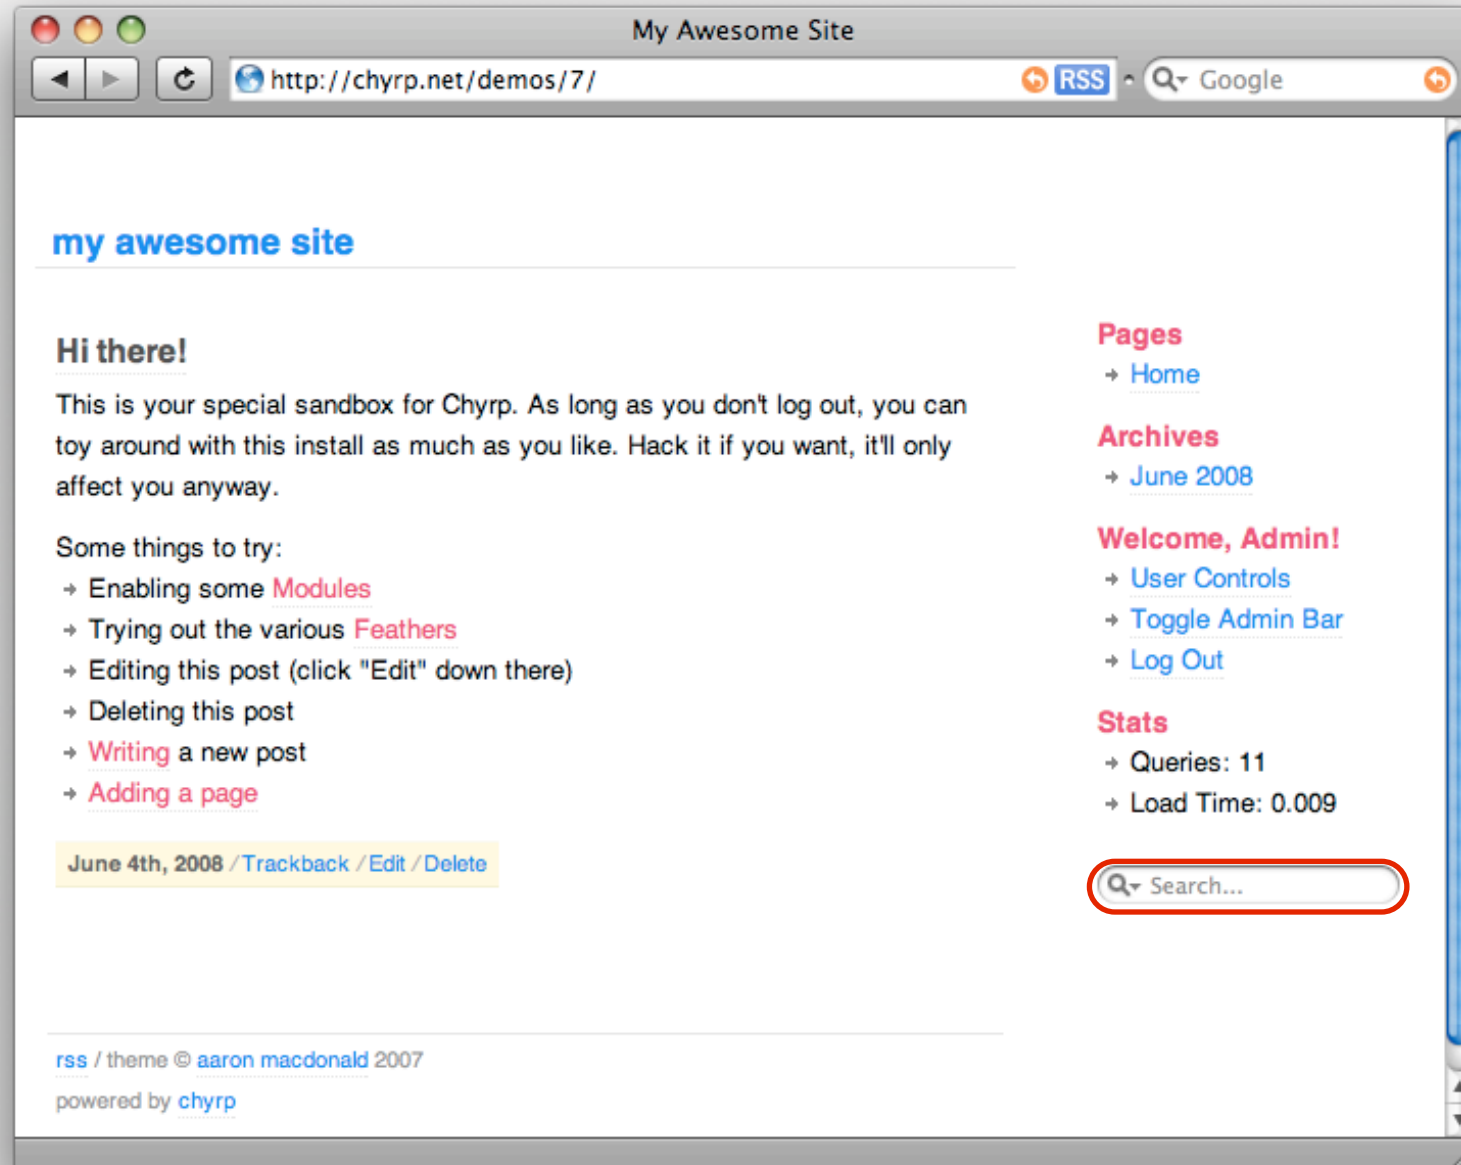 My Awesome Site
http://chyrp.net/demos/7/
RSS
Google
my awesome site
Hi there!
This is your special sandbox for Chyrp. As long as you don't log out, you can
toy around with this install as much as you like. Hack it if you want, it'll only
affect you anyway.
Some things to try:
Enabling some Modules
Trying out the various Feathers
Editing this post (click "Edit" down there)
Deleting this post
Writing a new post
Adding a page
June 4th, 2008 / Trackback / Edit / Delete
Pages
Home
Archives
June 2008
Welcome, Admin!
User Controls
Toggle Admin Bar
Log Out
Stats
Queries: 11
Load Time: 0.009
Search...
rss / theme © aaron macdonald 2007
powered by chyrp